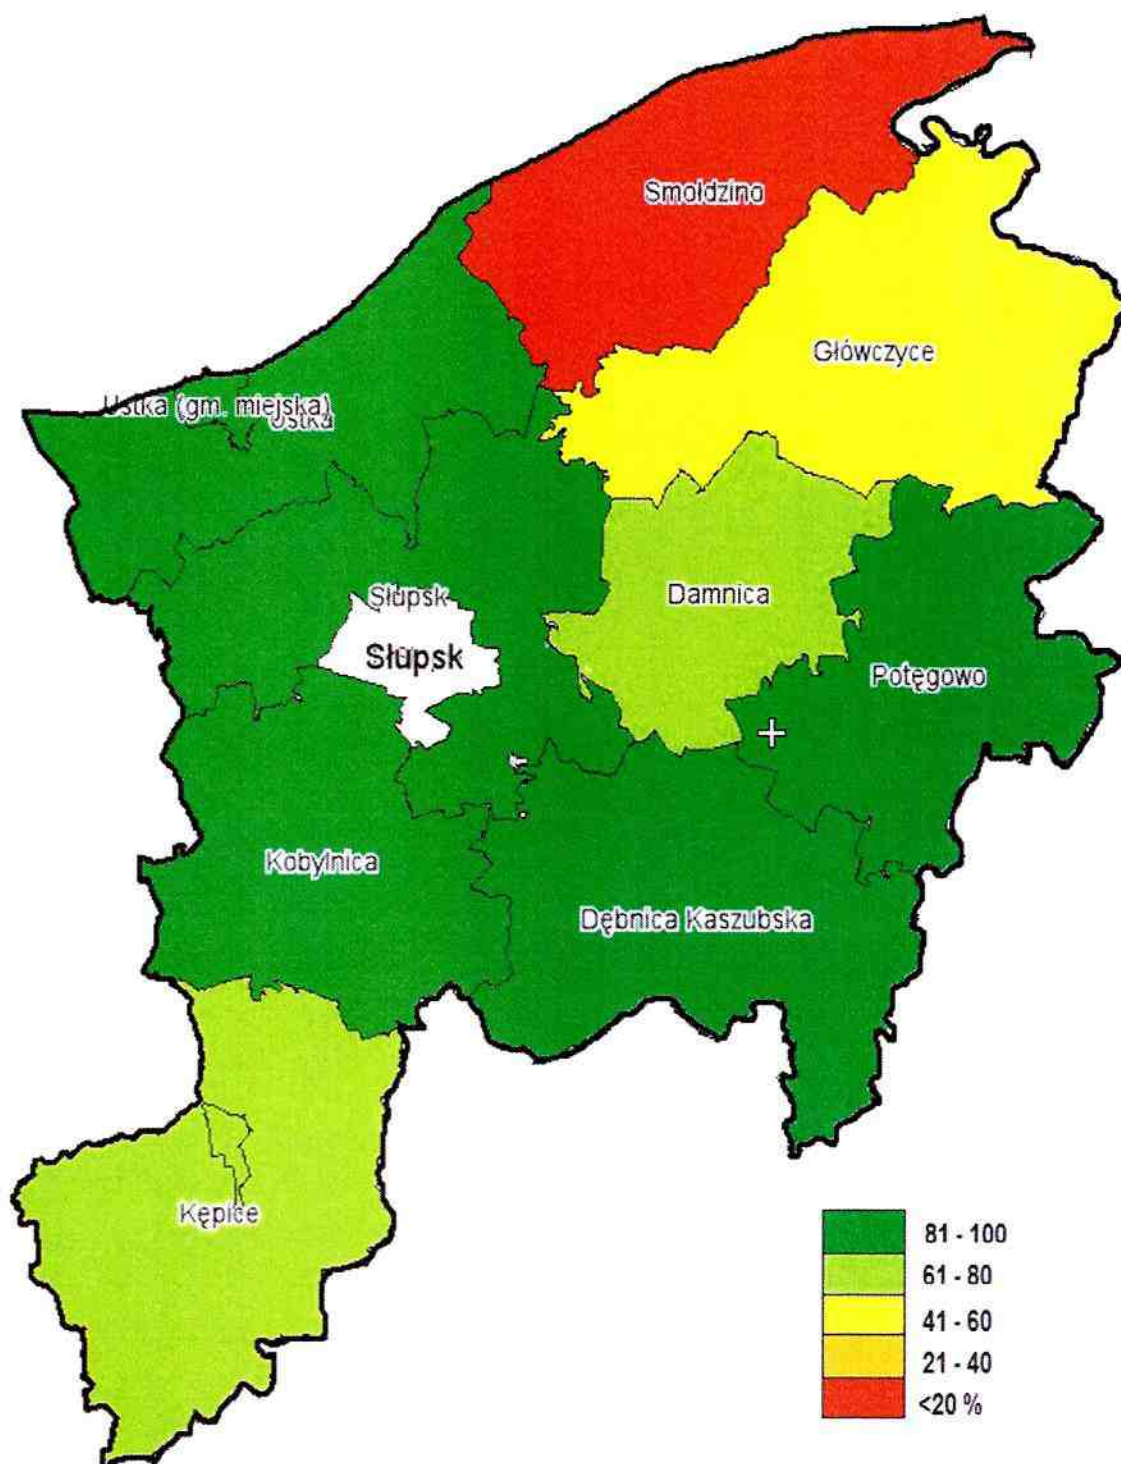 Smołdzino
Główczyce
Ustka (gm. miejska)
Ustka
Słupsk
Damnica
Słupsk
Potęgowo
Kobylnica
Dębnica Kaszubska
Kępice
81 - 100
61 - 80
41 - 60
21 - 40
<20 %